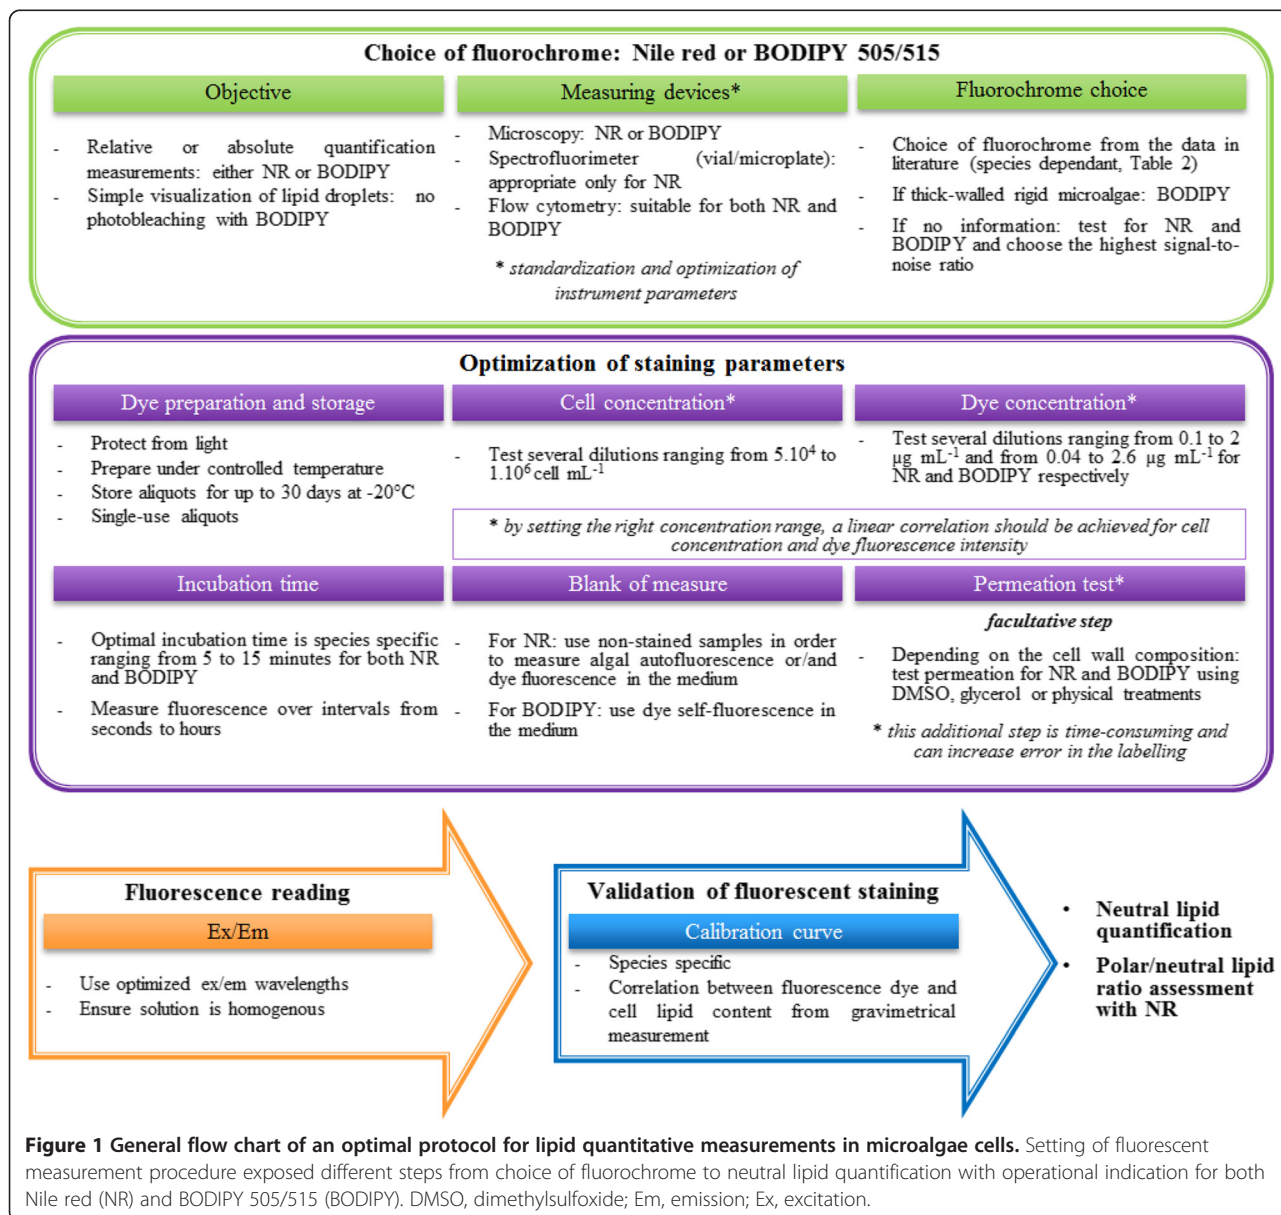 Choice of fluorochrome: Nile red or BODIPY 505/515
Objective
- Relative or absolute quantification
measurements: either NR or BODIPY
- Simple visualization of lipid droplets: no
photobleaching with BODIPY
Measuring devices*
- Microscopy: NR or BODIPY
- Spectrofluorimeter (vial/microplate):
appropriate only for NR
- Flow cytometry: suitable for both NR and
BODIPY
* standardization and optimization of
instrument parameters
Fluorochrome choice
- Choice of fluorochrome from the data in
literature (species dependant, Table 2)
- If thick-walled rigid microalgae: BODIPY
- If no information: test for NR and
BODIPY and choose the highest signal-to-
noise ratio
Optimization of staining parameters
Dye preparation and storage
- Protect from light
- Prepare under controlled temperature
- Store aliquots for up to 30 days at -20°C
- Single-use aliquots
Cell concentration*
- Test several dilutions ranging from 5.10⁴ to
1.10⁶ cell mL⁻¹
Dye concentration*
- Test several dilutions ranging from 0.1 to 2
µg mL⁻¹ and from 0.04 to 2.6 µg mL⁻¹ for
NR and BODIPY respectively
* by setting the right concentration range, a linear correlation should be achieved for cell
concentration and dye fluorescence intensity
Incubation time
- Optimal incubation time is species specific
ranging from 5 to 15 minutes for both NR
and BODIPY
- Measure fluorescence over intervals from
seconds to hours
Blank of measure
- For NR: use non-stained samples in order
to measure algal autofluorescence or/and
dye fluorescence in the medium
- For BODIPY: use dye self-fluorescence in
the medium
Permeation test*
facultative step
- Depending on the cell wall composition:
test permeation for NR and BODIPY using
DMSO, glycerol or physical treatments
* this additional step is time-consuming and
can increase error in the labelling
Fluorescence reading
Ex/Em
- Use optimized ex/em wavelengths
- Ensure solution is homogenous
Validation of fluorescent staining
Calibration curve
- Species specific
- Correlation between fluorescence dye and
cell lipid content from gravimetrical
measurement
• Neutral lipid
quantification
• Polar/neutral lipid
ratio assessment
with NR
Figure 1 General flow chart of an optimal protocol for lipid quantitative measurements in microalgae cells. Setting of fluorescent
measurement procedure exposed different steps from choice of fluorochrome to neutral lipid quantification with operational indication for both
Nile red (NR) and BODIPY 505/515 (BODIPY). DMSO, dimethylsulfoxide; Em, emission; Ex, excitation.